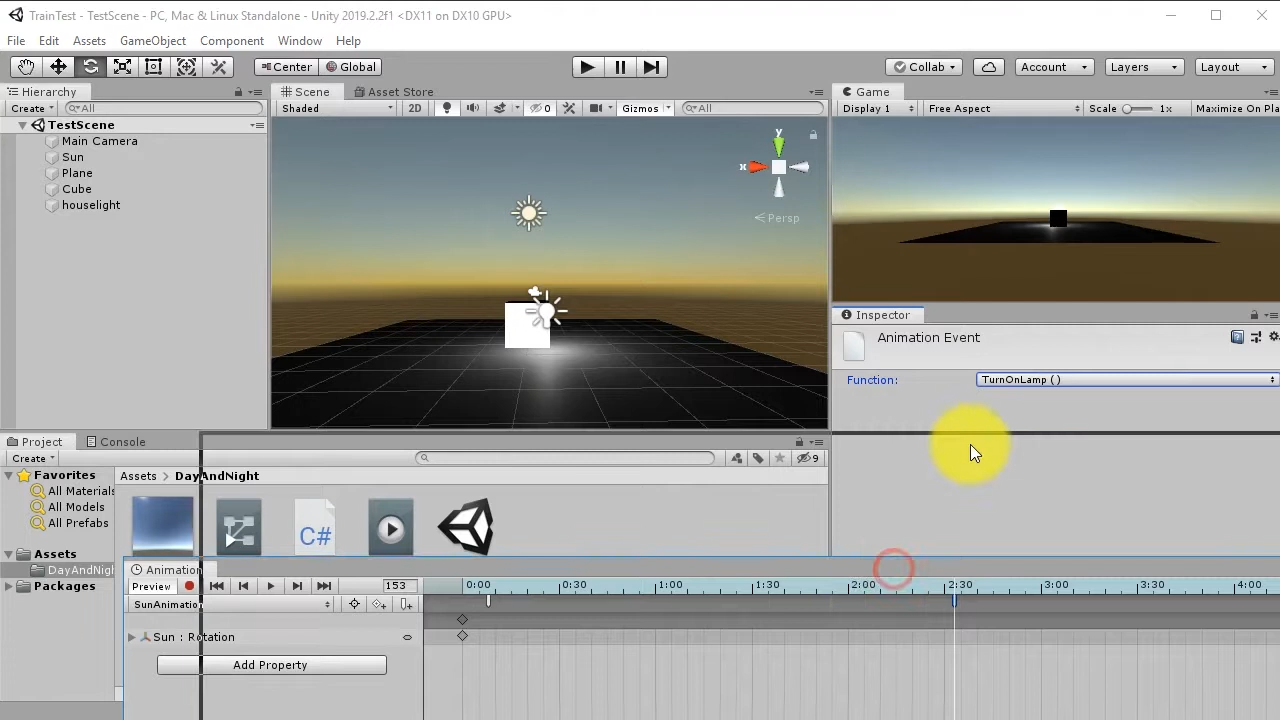 TrainTest - TestScene - PC, Mac & Linux Standalone - Unity 2019.2.2f1 <DX11 on DX10 GPU>
File Edit Assets GameObject Component Window Help
Center Global Collab Account Layers Layout
Hierarchy
Create All
TestScene
Main Camera
Sun
Plane
Cube
houselight
Scene Asset Store
Shaded 2D 0 Gizmos All
y
x
Persp
Game
Display 1 Free Aspect Scale 1x Maximize On Pla
Inspector
Animation Event
Function: TurnOnLamp ( )
Project Console
Create 9
Favorites
All Materials
All Models
All Prefabs
Assets
DayAndNigh
Packages
Assets > DayAndNight
C#
Animation
Preview 153 0:00 0:30 1:00 1:30 2:00 2:30 3:00 3:30 4:00
SunAnimation
Sun : Rotation
Add Property